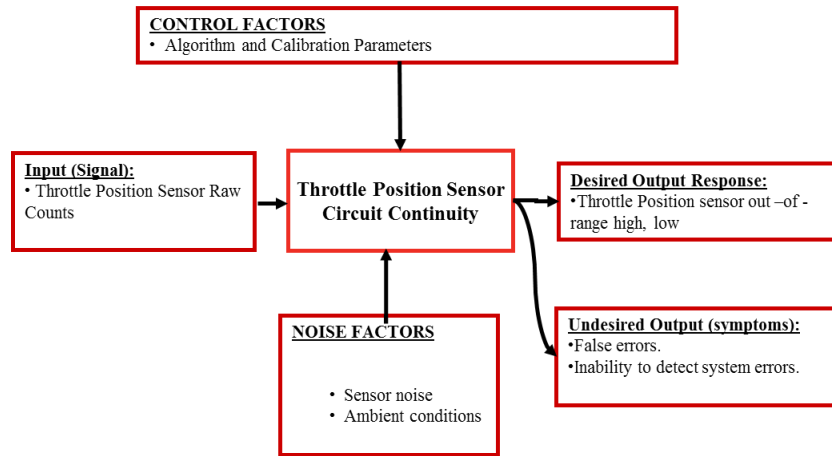 CONTROL FACTORS
• Algorithm and Calibration Parameters
Input (Signal):
• Throttle Position Sensor Raw
Counts
Throttle Position Sensor
Circuit Continuity
Desired Output Response:
•Throttle Position sensor out –of -
range high, low
NOISE FACTORS
• Sensor noise
• Ambient conditions
Undesired Output (symptoms):
•False errors.
•Inability to detect system errors.